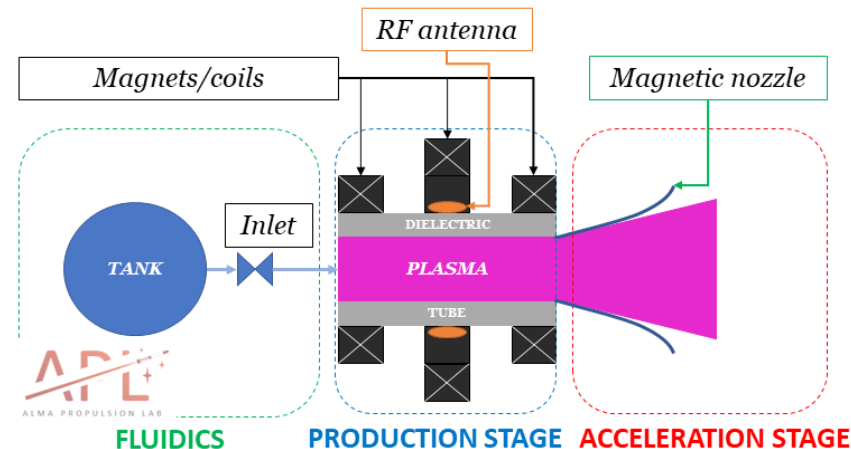 RF antenna
Magnets/coils
Magnetic nozzle
Inlet
DIELECTRIC
TANK
PLASMA
TUBE
APL
ALMA PROPULSION LAB
FLUIDICS
PRODUCTION STAGE
ACCELERATION STAGE